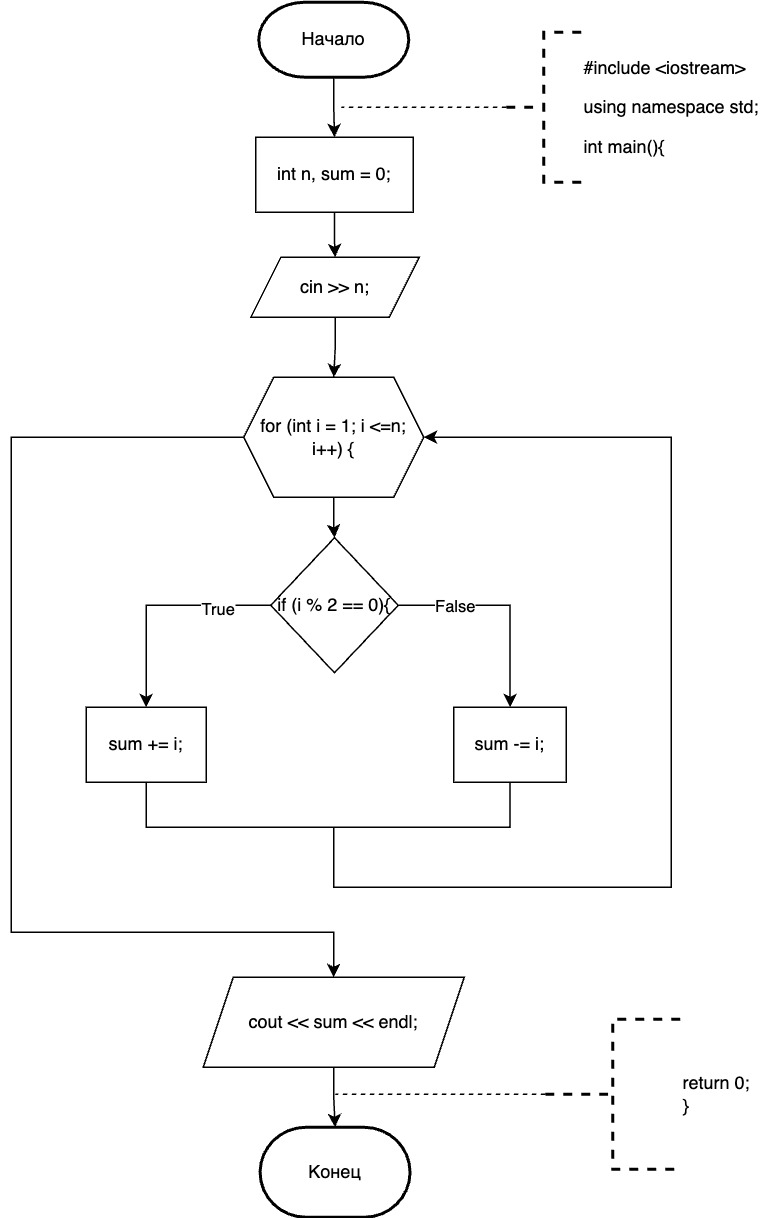 Начало
#include <iostream>
using namespace std;
int main(){
int n, sum = 0;
cin >> n;
for (int i = 1; i <=n;
i++) {
if (i % 2 == 0){
True
False
sum += i;
sum -= i;
cout << sum << endl;
return 0;
}
Конец